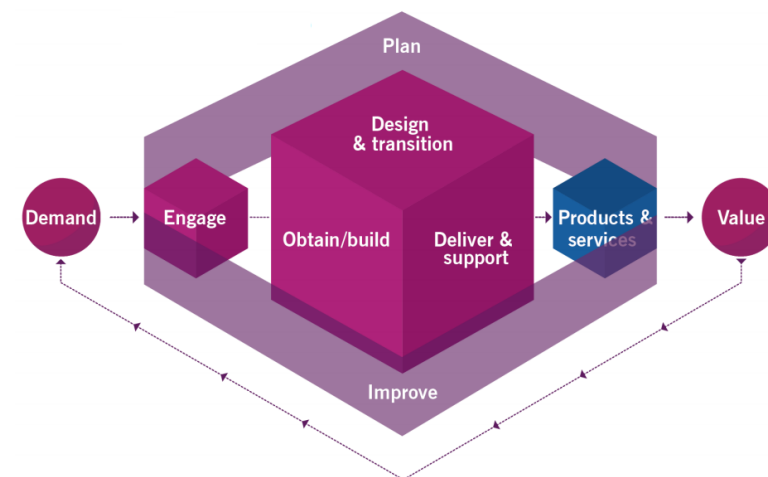 Plan
Design
& transition
Demand
Engage
Obtain/build
Deliver &
support
Products &
services
Value
Improve